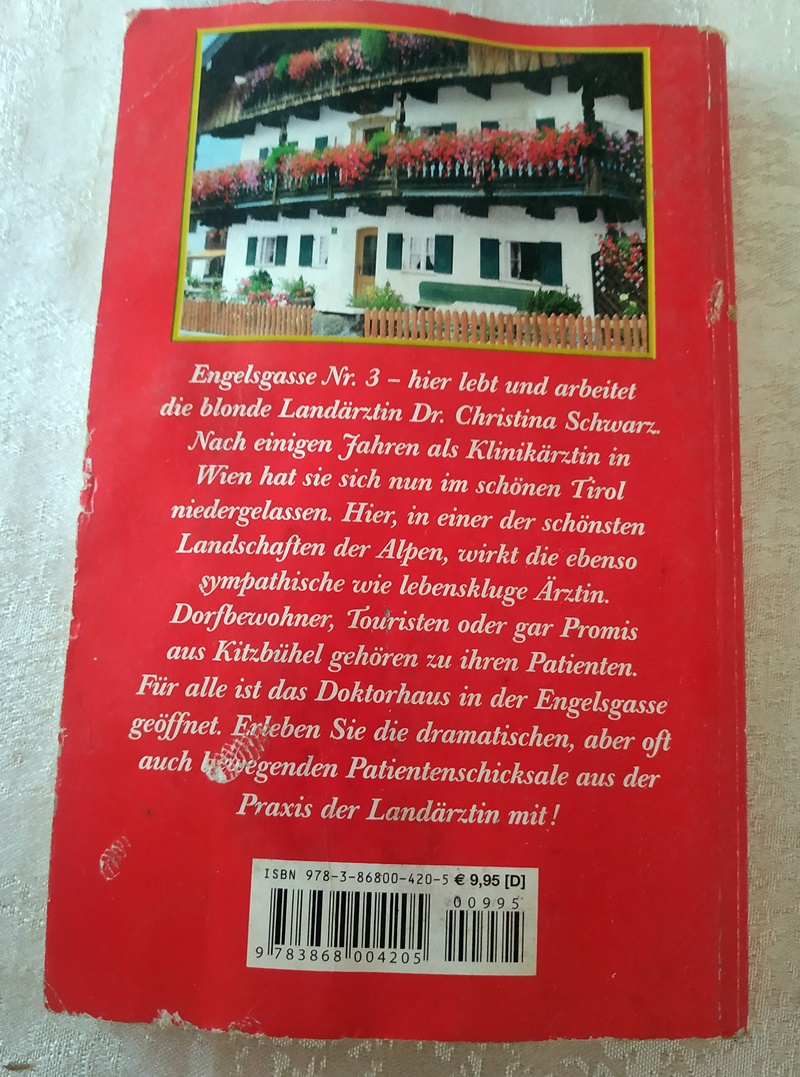 Engelsgasse Nr. 3 – hier lebt und arbeitet
die blonde Landärztin Dr. Christina Schwarz.
Nach einigen Jahren als Klinikärztin in
Wien hat sie sich nun im schönen Tirol
niedergelassen. Hier, in einer der schönsten
Landschaften der Alpen, wirkt die ebenso
sympathische wie lebenskluge Ärztin.
Dorfbewohner, Touristen oder gar Promis
aus Kitzbühel gehören zu ihren Patienten.
Für alle ist das Doktorhaus in der Engelsgasse
geöffnet. Erleben Sie die dramatischen, aber oft
auch bewegenden Patientenschicksale aus der
Praxis der Landärztin mit!
ISBN 978-3-86800-420-5 € 9,95 [D]
00995
9 783868 004205